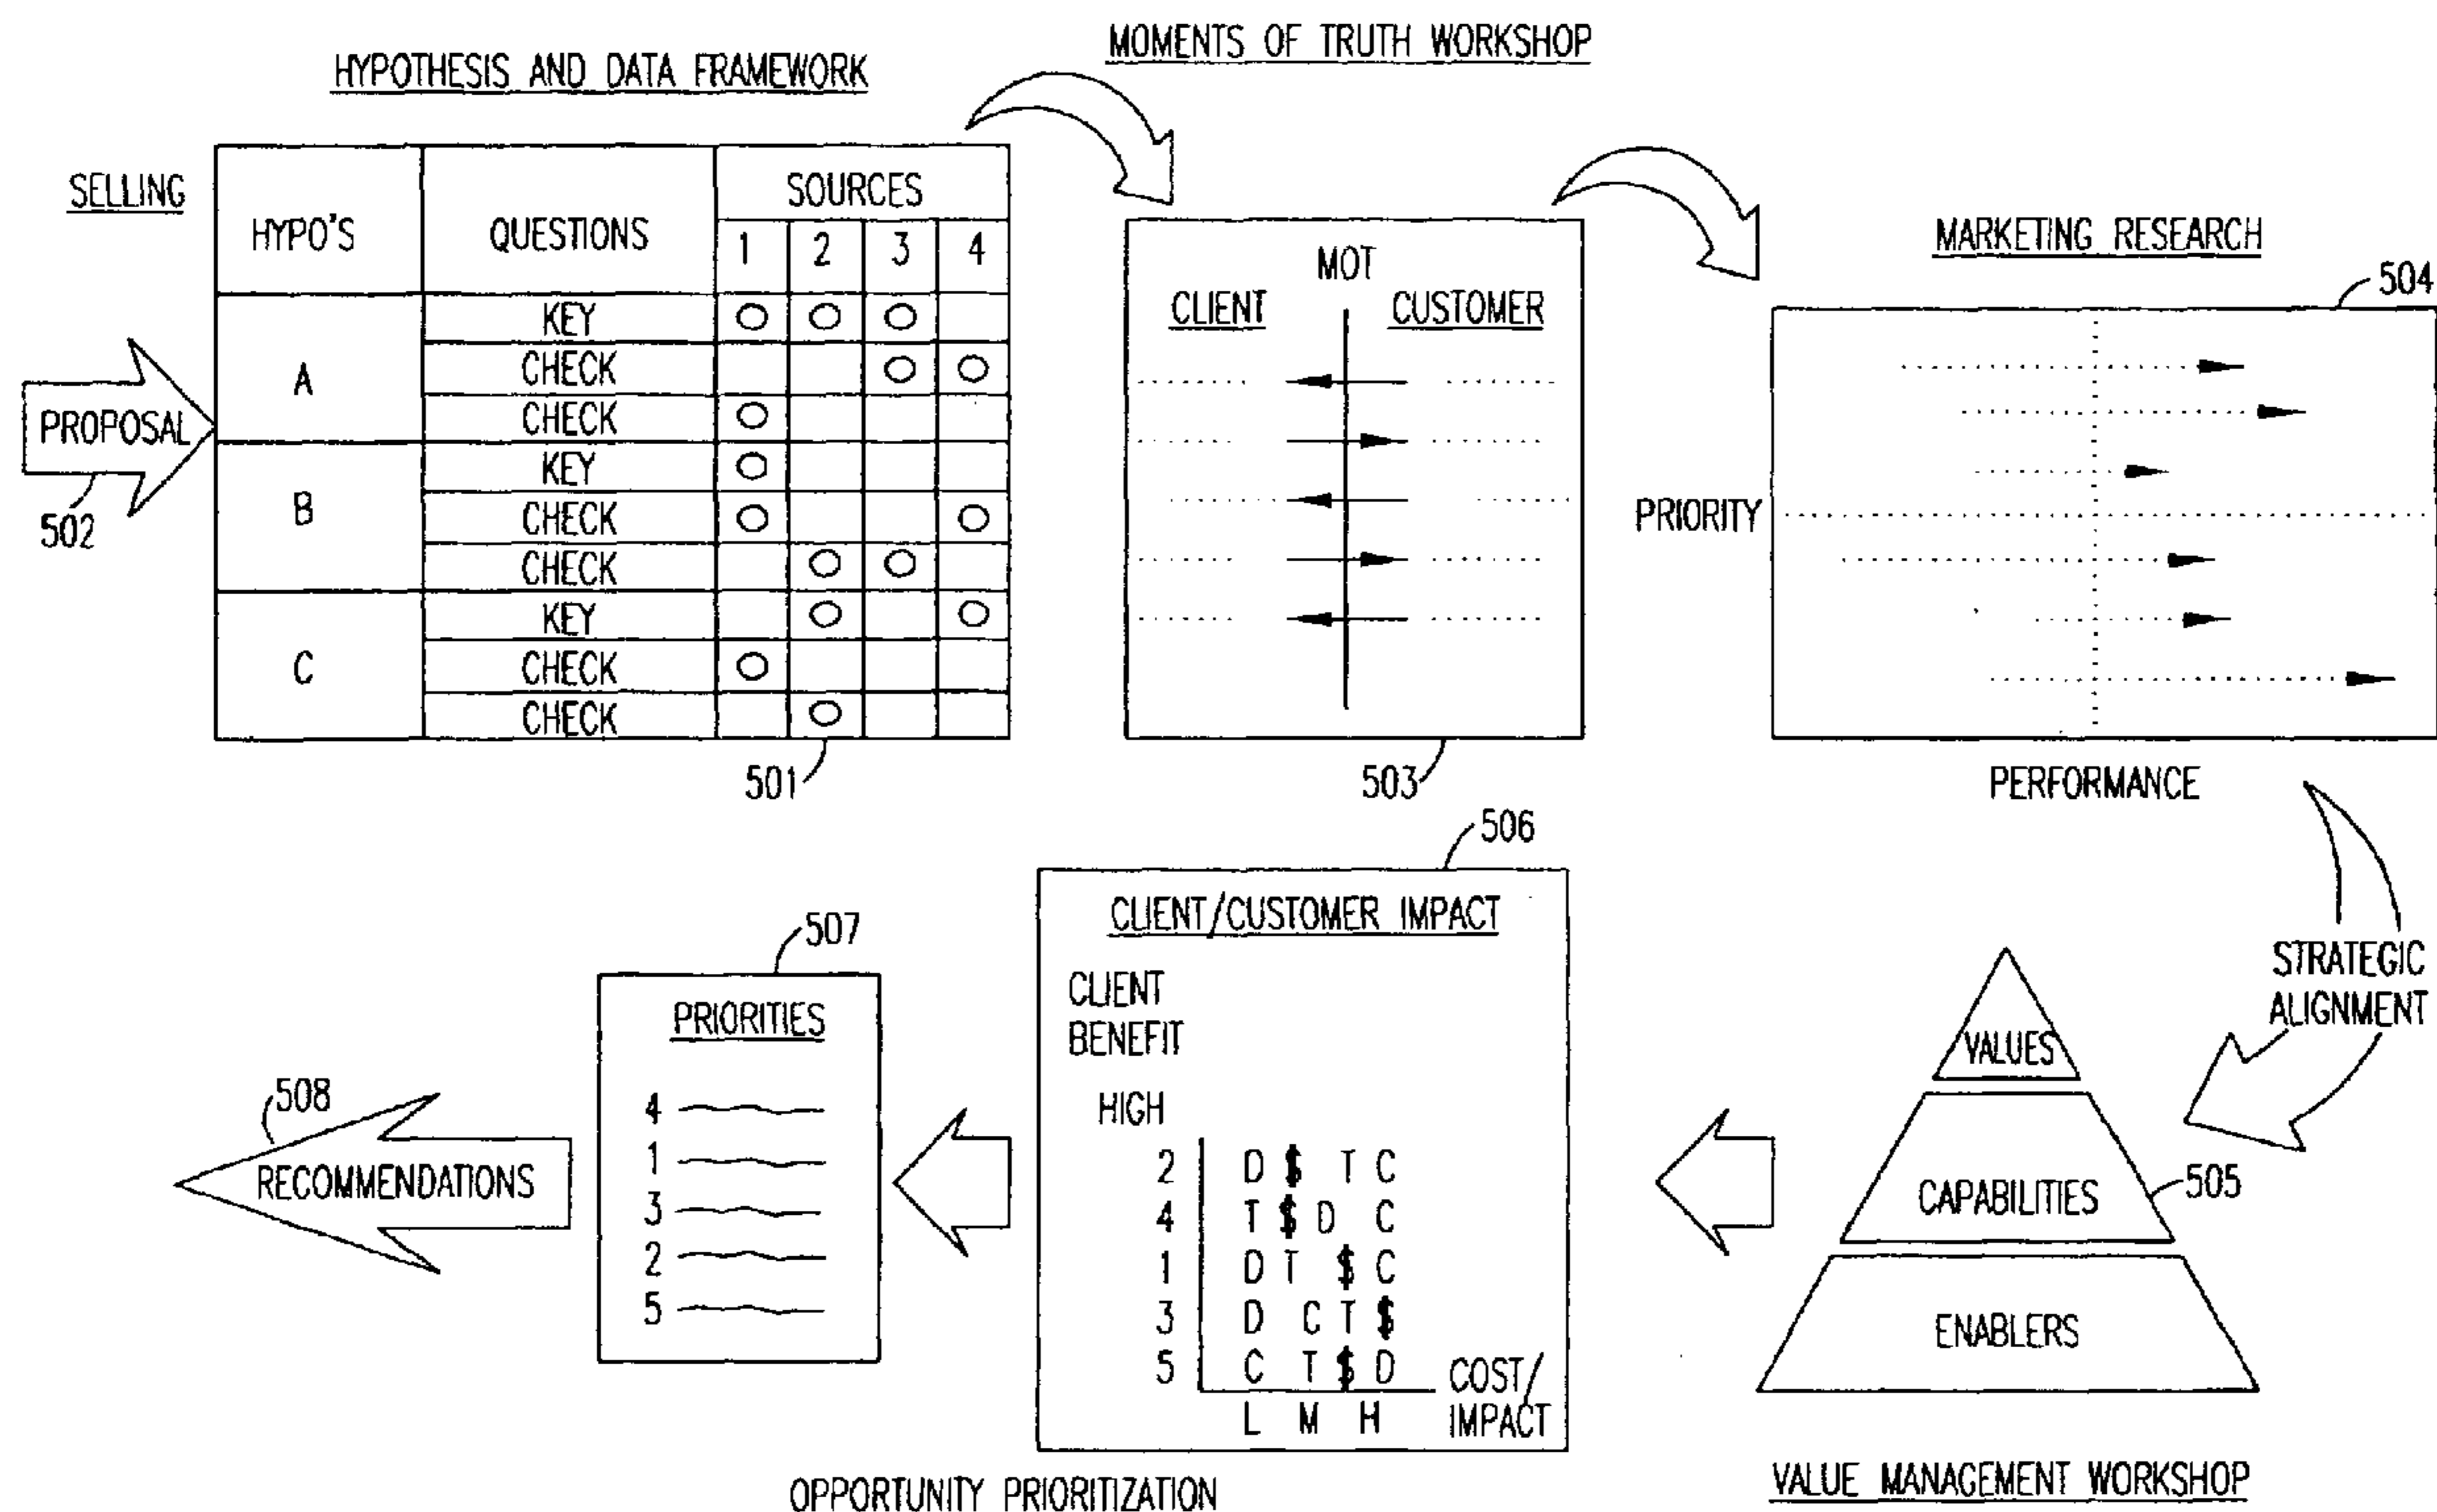 HYPOTHESIS AND DATA FRAMEWORK
MOMENTS OF TRUTH WORKSHOP
SELLING
HYPO'S
QUESTIONS
SOURCES
1 2 3 4
A
KEY
CHECK
CHECK
B
KEY
CHECK
CHECK
C
KEY
CHECK
CHECK
PROPOSAL
502
501
MOT
CLIENT
CUSTOMER
503
MARKETING RESEARCH
504
PRIORITY
PERFORMANCE
STRATEGIC
ALIGNMENT
VALUES
CAPABILITIES
505
ENABLERS
VALUE MANAGEMENT WORKSHOP
506
CLIENT/CUSTOMER IMPACT
CLIENT
BENEFIT
HIGH
2 D $ T C
4 T $ D C
1 D T $ C
3 D C T $
5 C T $ D
COST/
IMPACT
L M H
507
PRIORITIES
4
1
3
2
5
508
RECOMMENDATIONS
OPPORTUNITY PRIORITIZATION